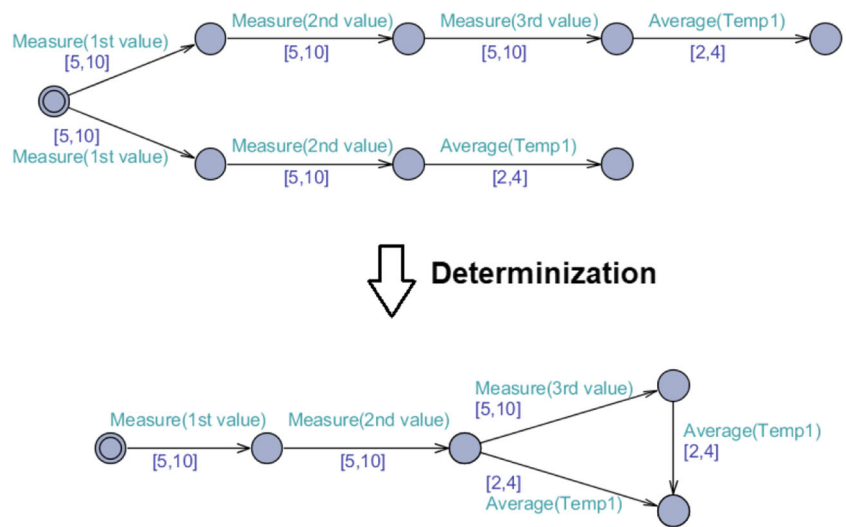 Measure(1st value)
[5,10]
Measure(2nd value)
[5,10]
Measure(3rd value)
[5,10]
Average(Temp1)
[2,4]
[5,10]
Measure(1st value)
Measure(2nd value)
[5,10]
Average(Temp1)
[2,4]
Determinization
Measure(1st value)
[5,10]
Measure(2nd value)
[5,10]
Measure(3rd value)
[5,10]
Average(Temp1)
[2,4]
[2,4]
Average(Temp1)